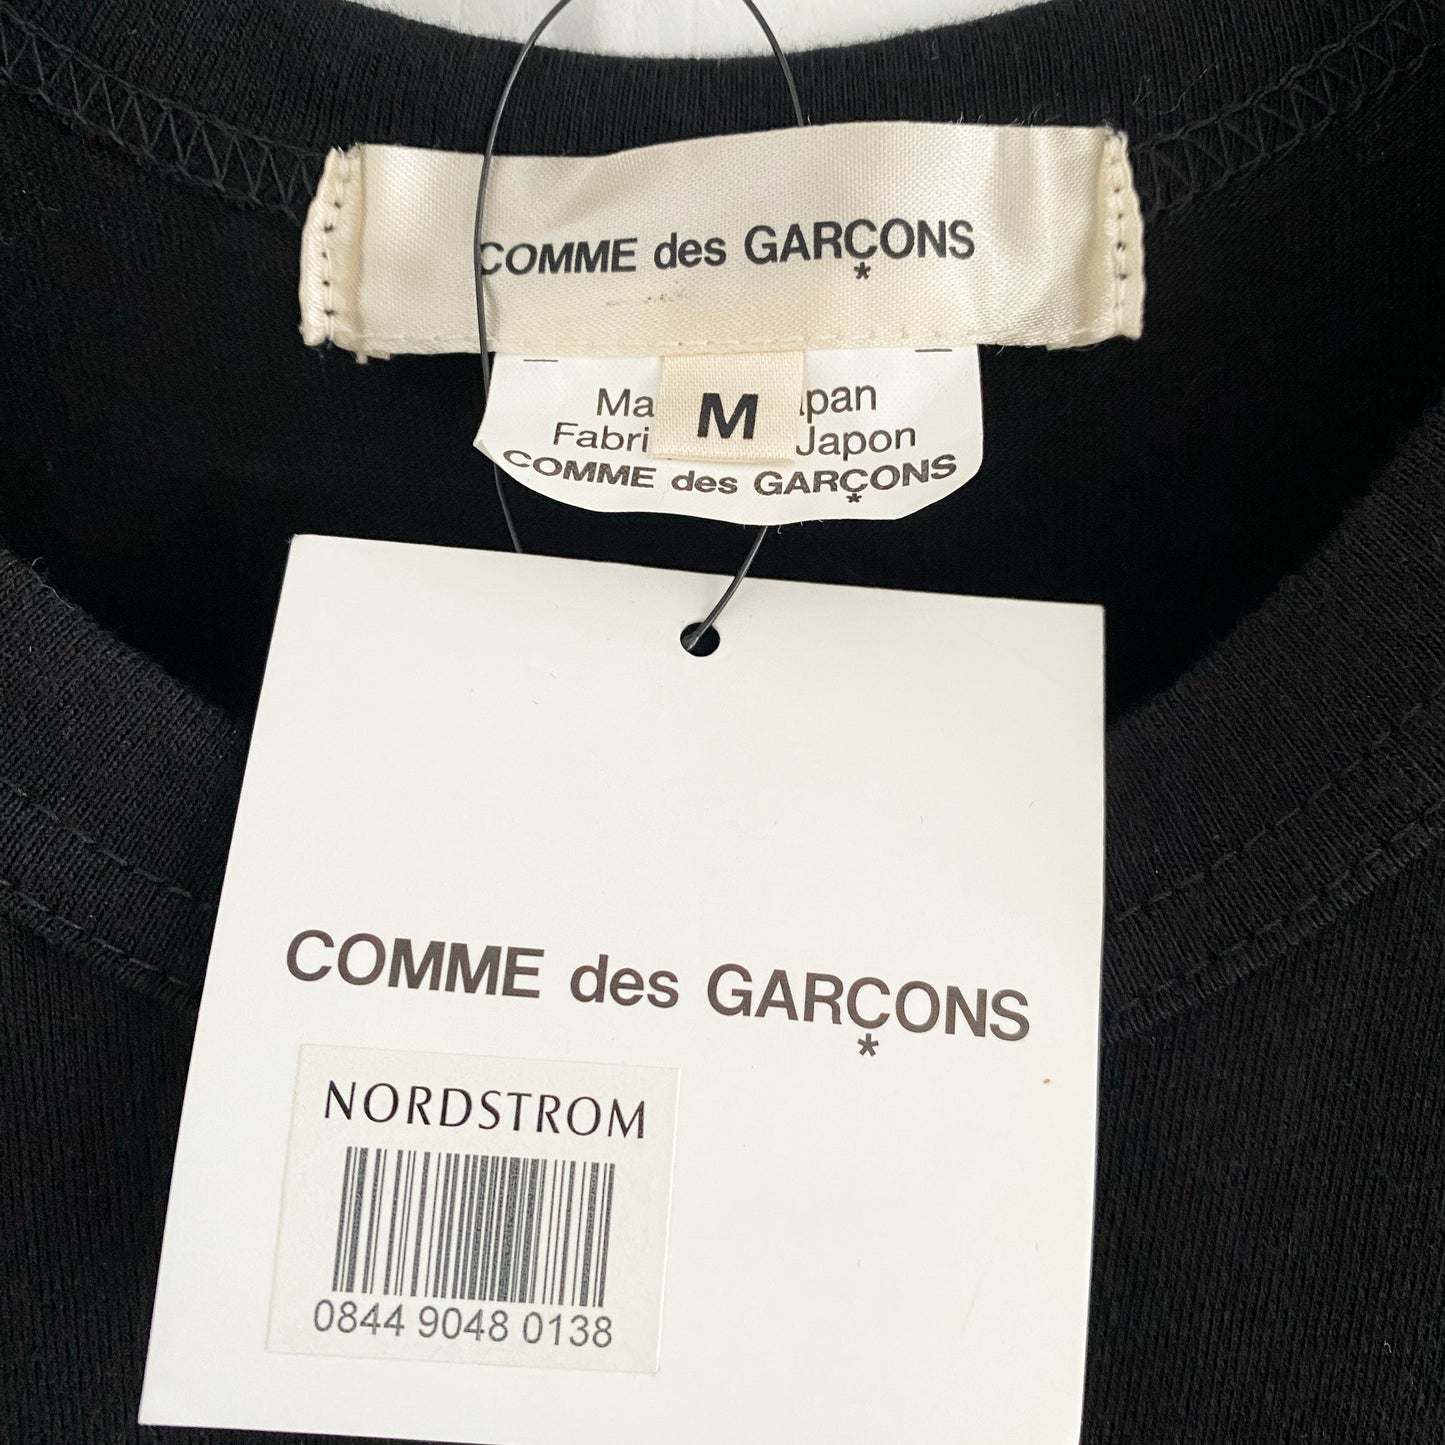 COMME des GARÇONS
*
Ma M pan
Fabri Japon
COMME des GARÇONS
*
COMME des GARÇONS
*
NORDSTROM
0844 9048 0138